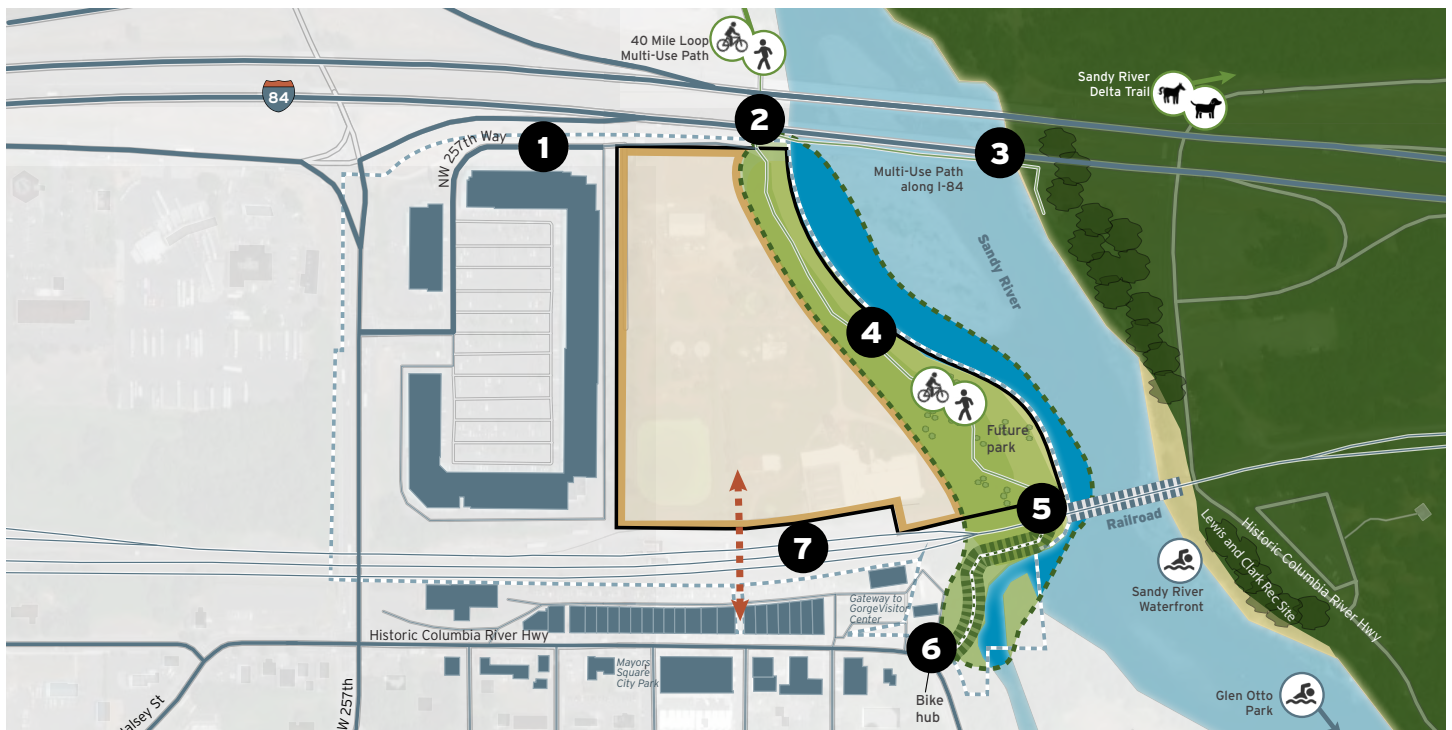 40 Mile Loop
Multi-Use Path
84
Sandy River
Delta Trail
2
NW 257th Way
1
3
Multi-Use Path
along I-84
Sandy River
4
Future
park
5
Railroad
7
Historic Columbia River Hwy
Lewis and Clark Rec Site
Sandy River
Waterfront
Gateway to
GorgeVisitor
Center
Historic Columbia River Hwy
6
Mayors
Square
City Park
Bike
hub
Glen Otto
Park
W 257th
alsey St